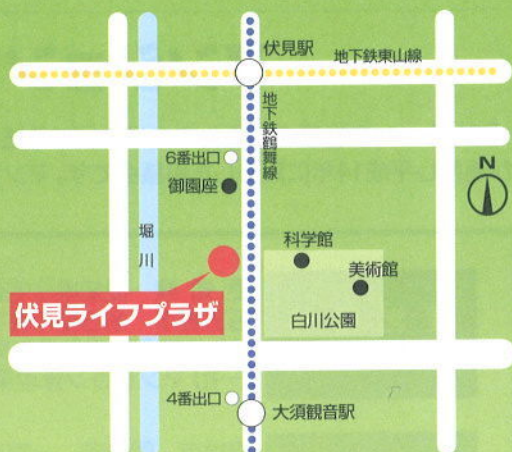 伏見駅
地下鉄東山線
地下鉄鶴舞線
6番出口
御園座
N
堀川
科学館
美術館
伏見ライフプラザ
白川公園
4番出口
大須観音駅